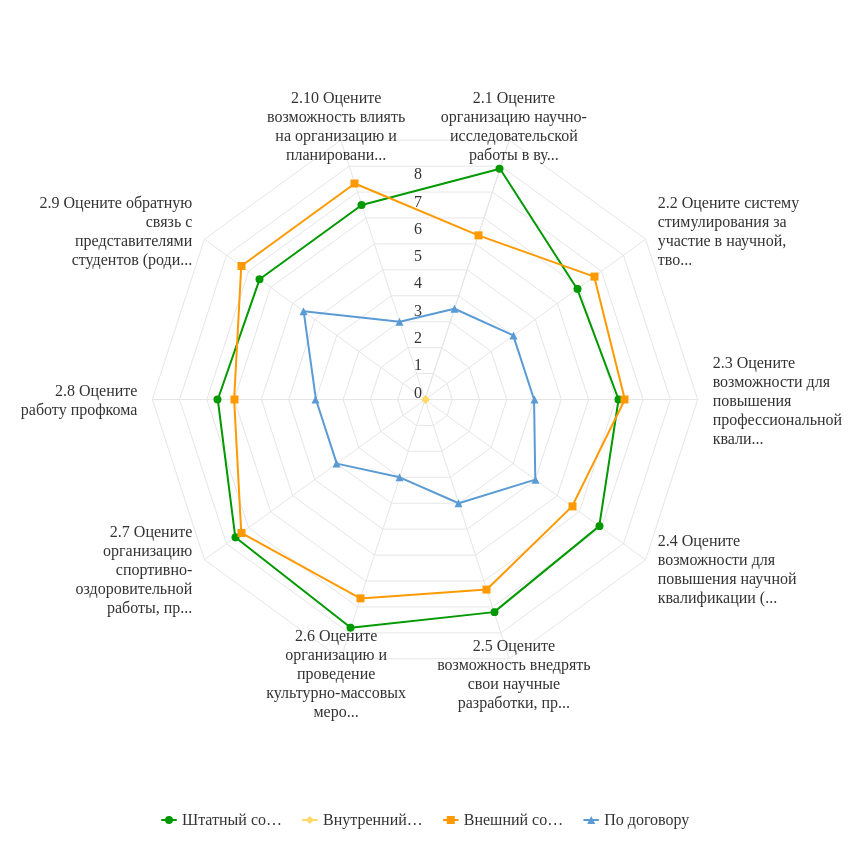 2.10 Оцените
возможность влиять
на организацию и
планировани...
2.1 Оцените
организацию научно-
исследовательской
работы в ву...
2.2 Оцените систему
стимулирования за
участие в научной,
тво...
2.3 Оцените
возможности для
повышения
профессиональной
квали...
2.4 Оцените
возможности для
повышения научной
квалификации (...
2.5 Оцените
возможность внедрять
свои научные
разработки, пр...
2.6 Оцените
организацию и
проведение
культурно-массовых
меро...
2.7 Оцените
организацию
спортивно-
оздоровительной
работы, пр...
2.8 Оцените
работу профкома
2.9 Оцените обратную
связь с
представителями
студентов (роди...
8
7
6
5
4
3
2
1
0
Штатный со… Внутренний… Внешний со… По договору